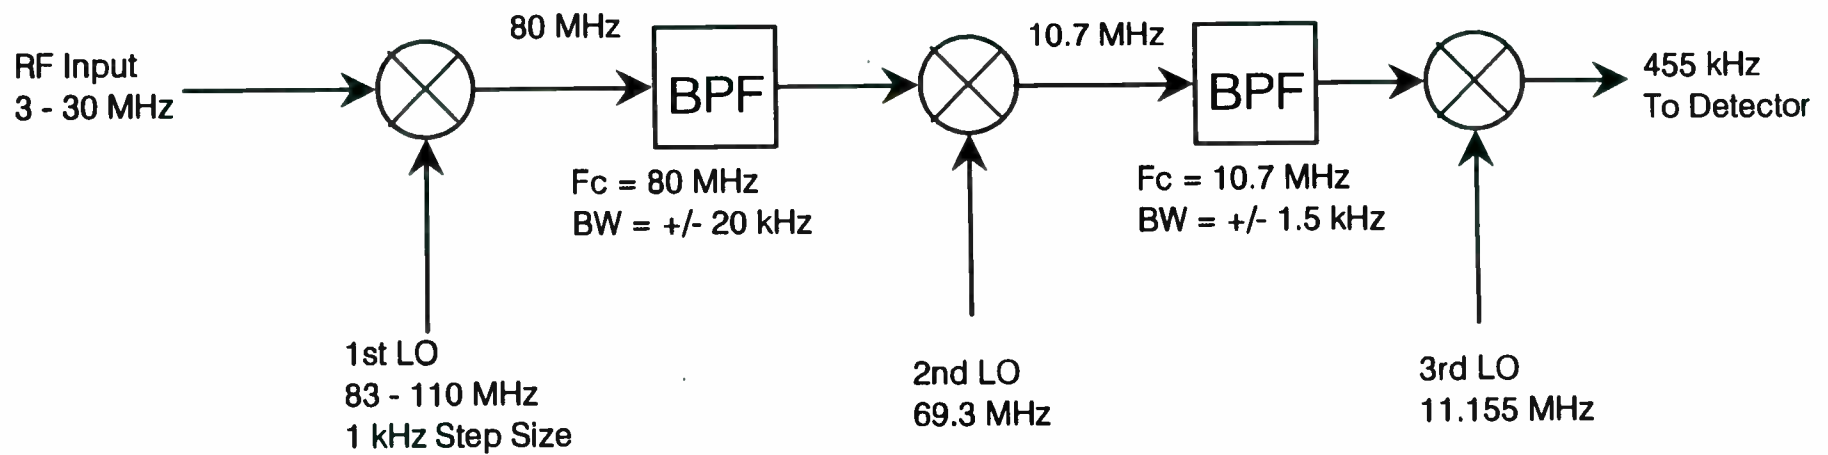 RF Input
3 - 30 MHz
80 MHz
BPF
Fc = 80 MHz
BW = +/- 20 kHz
10.7 MHz
BPF
Fc = 10.7 MHz
BW = +/- 1.5 kHz
455 kHz
To Detector
1st LO
83 - 110 MHz
1 kHz Step Size
2nd LO
69.3 MHz
3rd LO
11.155 MHz